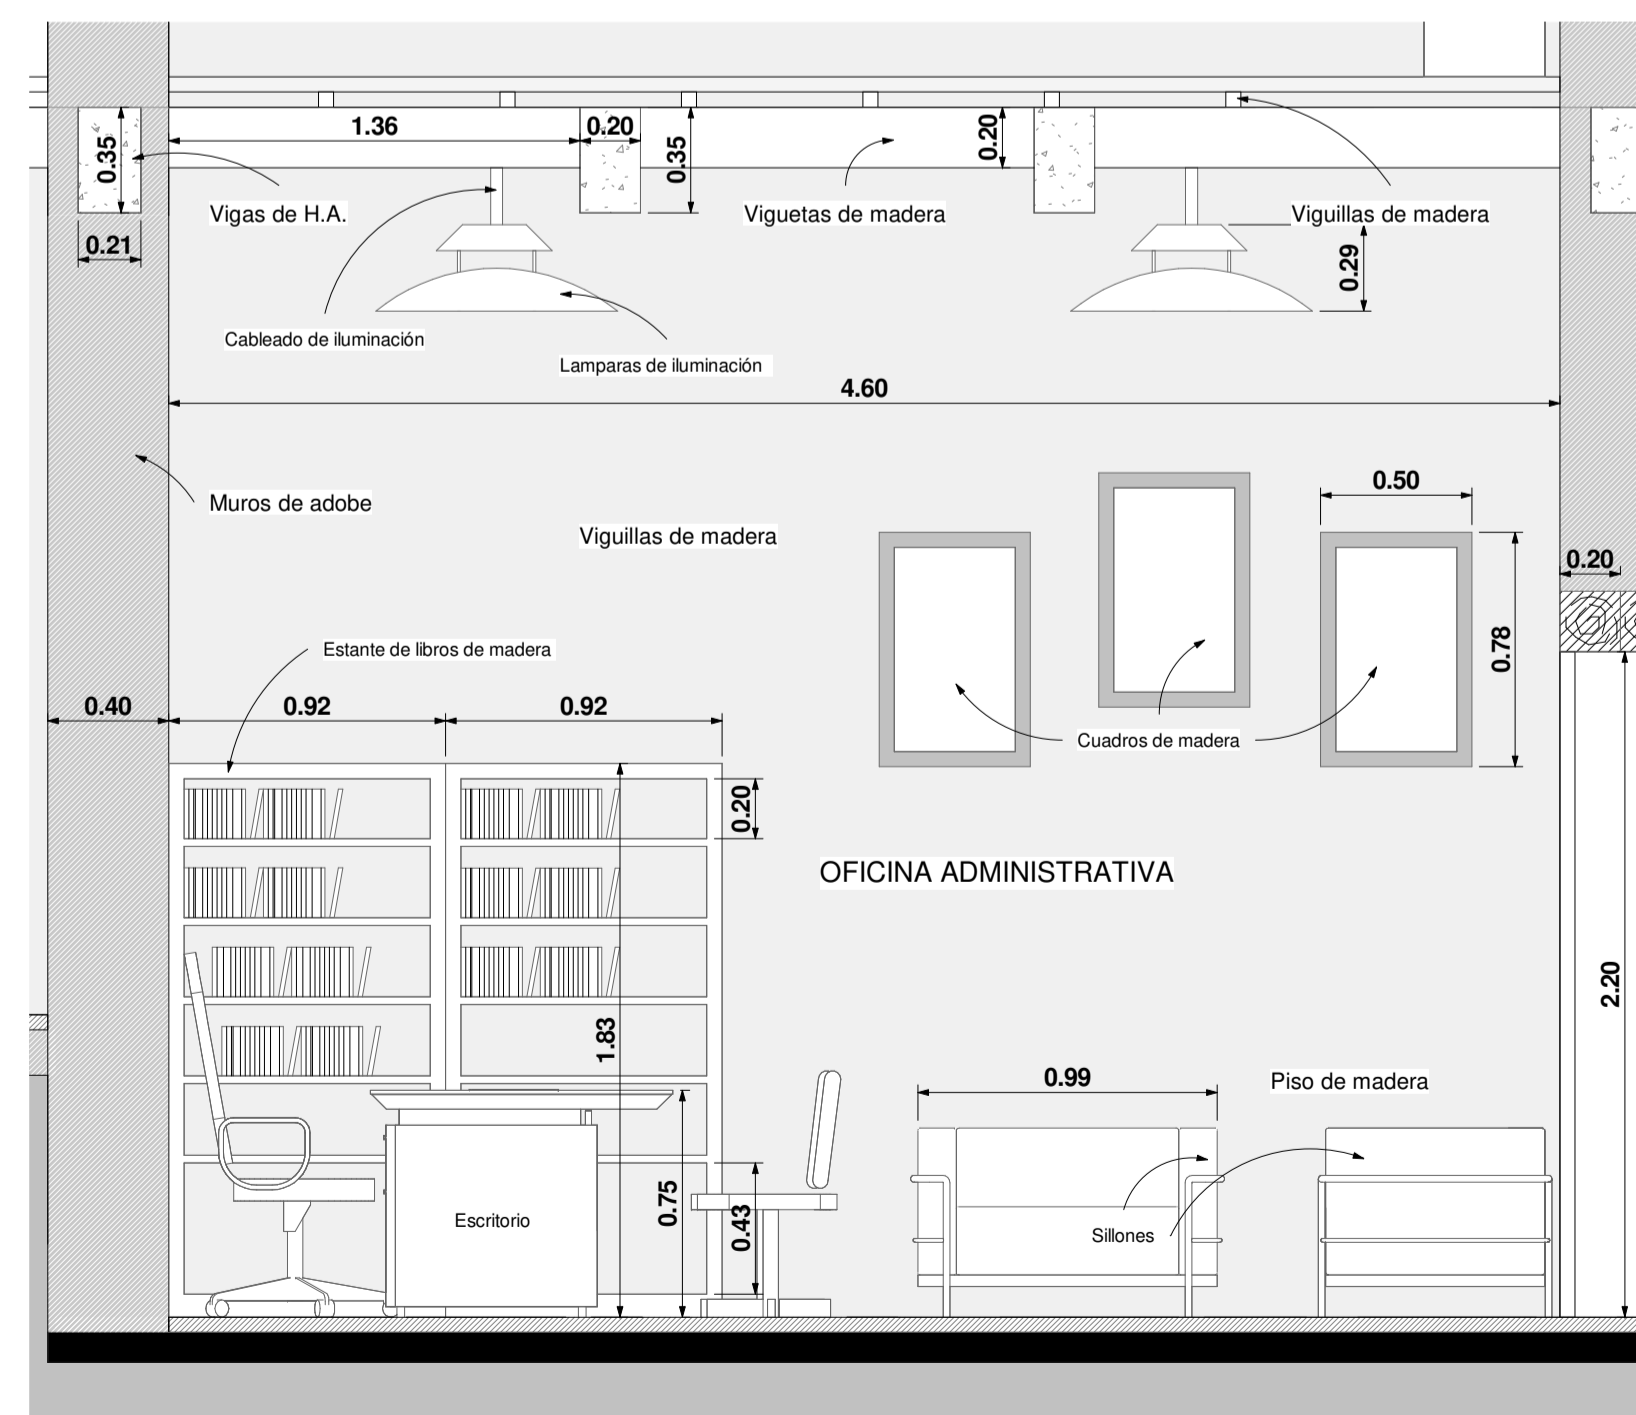 1.36
0.20
0.35
0.35
0.20
Vigas de H.A.
Viguetas de madera
Viguillas de madera
0.21
0.29
Cableado de iluminación
Lamparas de iluminación
4.60
0.50
Muros de adobe
Viguillas de madera
0.20
0.78
Estante de libros de madera
0.40
0.92
0.92
Cuadros de madera
0.20
OFICINA ADMINISTRATIVA
2.20
1.83
0.99
Piso de madera
0.75
0.43
Escritorio
Sillones